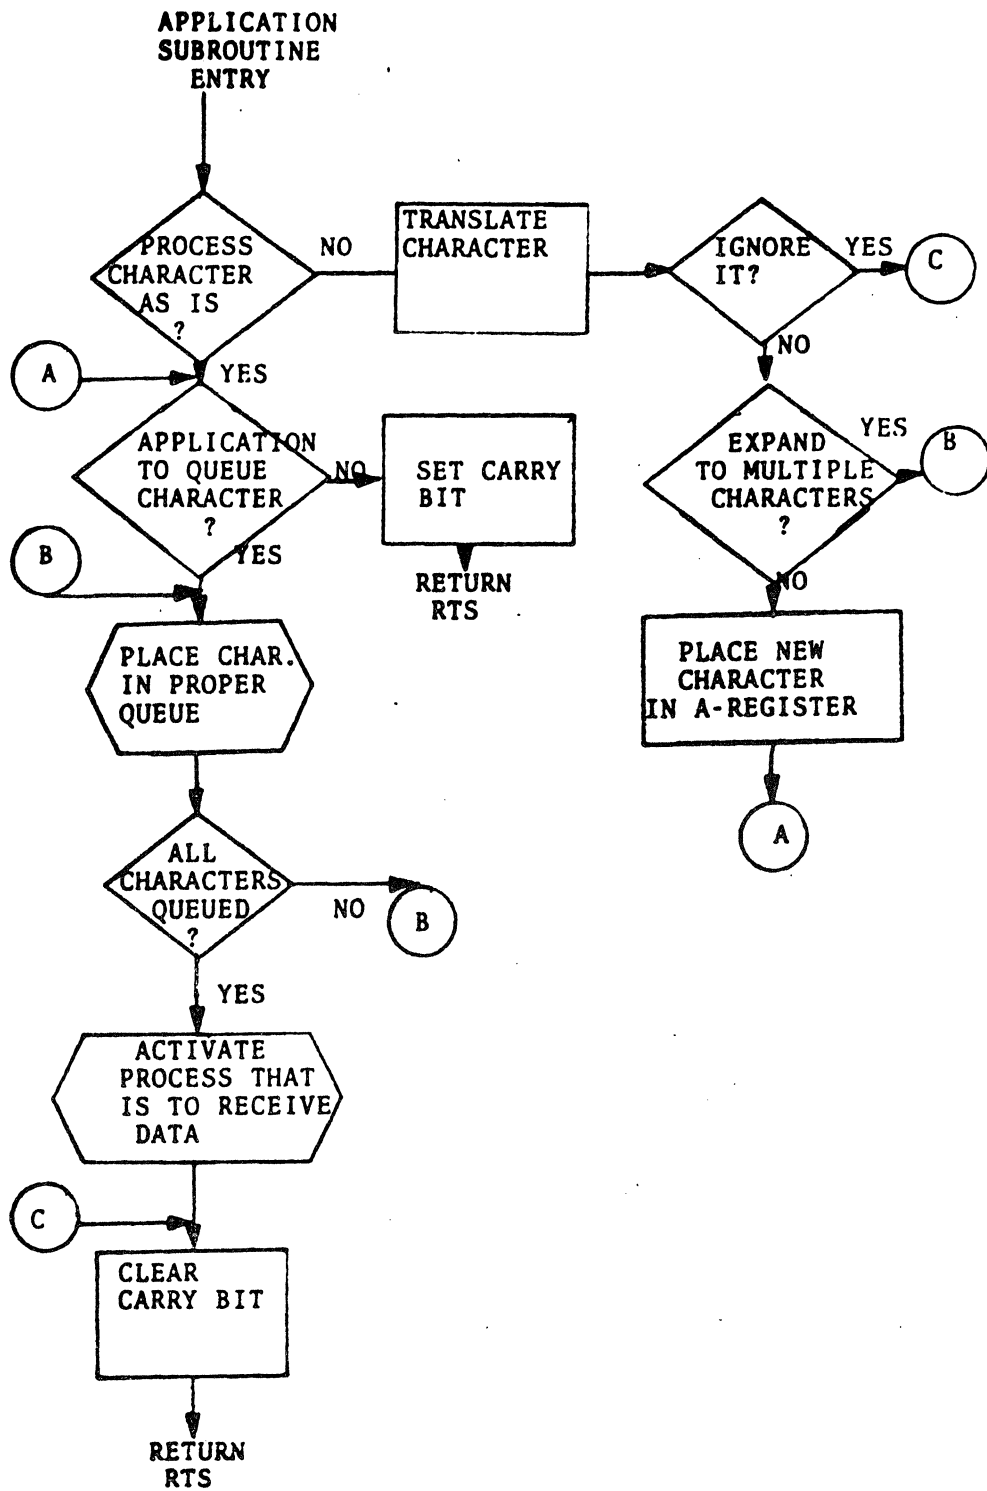 APPLICATION
SUBROUTINE
ENTRY
PROCESS
CHARACTER
AS IS
?
NO
TRANSLATE
CHARACTER
IGNORE
IT?
YES
C
NO
A
YES
APPLICATION
TO QUEUE
CHARACTER
?
NO
SET CARRY
BIT
RETURN
RTS
EXPAND
TO MULTIPLE
CHARACTERS
?
YES
B
NO
PLACE NEW
CHARACTER
IN A-REGISTER
A
YES
B
PLACE CHAR.
IN PROPER
QUEUE
ALL
CHARACTERS
QUEUED
?
NO
B
YES
ACTIVATE
PROCESS THAT
IS TO RECEIVE
DATA
C
CLEAR
CARRY BIT
RETURN
RTS